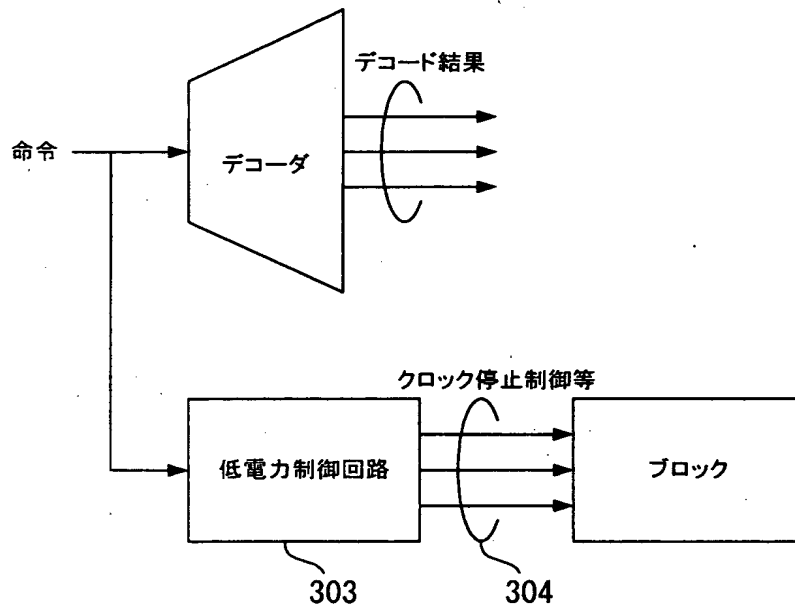 デコード結果
命令
デコーダ
クロック停止制御等
低電力制御回路
ブロック
303
304